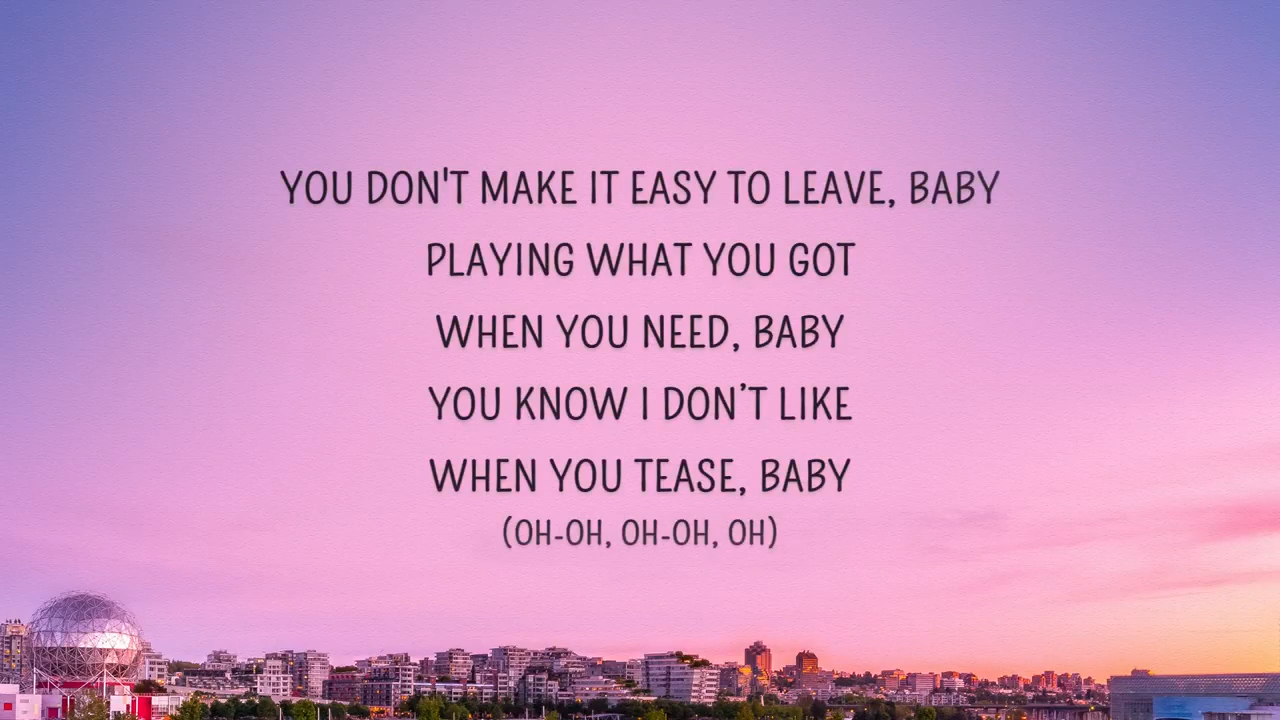 YOU DON'T MAKE IT EASY TO LEAVE, BABY
PLAYING WHAT YOU GOT
WHEN YOU NEED, BABY
YOU KNOW I DON’T LIKE
WHEN YOU TEASE, BABY
(OH-OH, OH-OH, OH)